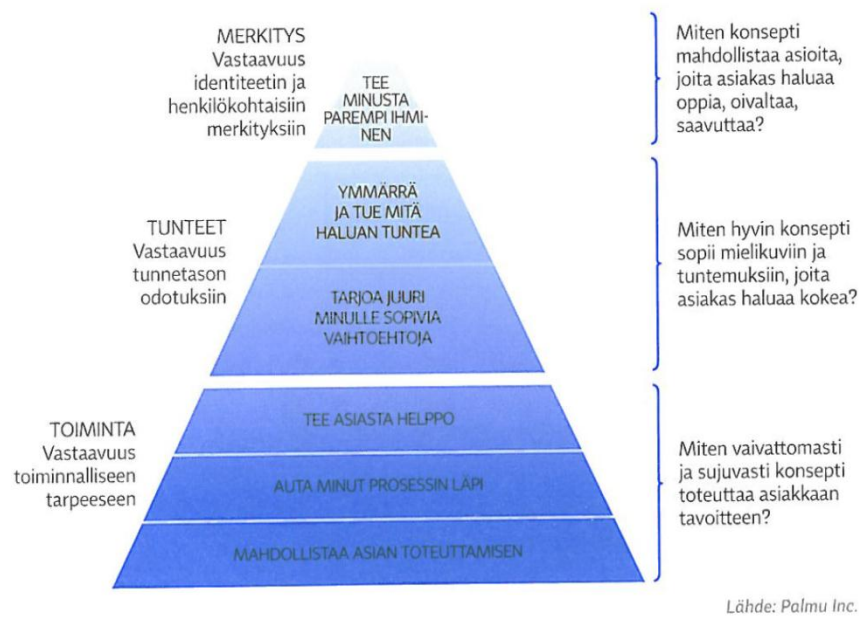 MERKITYS
Vastaavuus
identiteetin ja
henkilökohtaisiin
merkityksiin
TEE
MINUSTA
PAREMPI IHMI-
NEN
Miten konsepti
mahdollistaa asioita,
joita asiakas haluaa
oppia, oivaltaa,
saavuttaa?
TUNTEET
Vastaavuus
tunnetason
odotuksiin
YMMÄRRÄ
JA TUE MITÄ
HALUAN TUNTEA
TARJOA JUURI
MINULLE SOPIVIA
VAIHTOEHTOJA
Miten hyvin konsepti
sopii mielikuviin ja
tuntemuksiin, joita
asiakas haluaa kokea?
TOIMINTA
Vastaavuus
toiminnalliseen
tarpeeseen
TEE ASIASTA HELPPO
AUTA MINUT PROSESSIN LÄPI
MAHDOLLISTAA ASIAN TOTEUTTAMISEN
Miten vaivattomasti
ja sujuvasti konsepti
toteuttaa asiakkaan
tavoitteen?
Lähde: Palmu Inc.